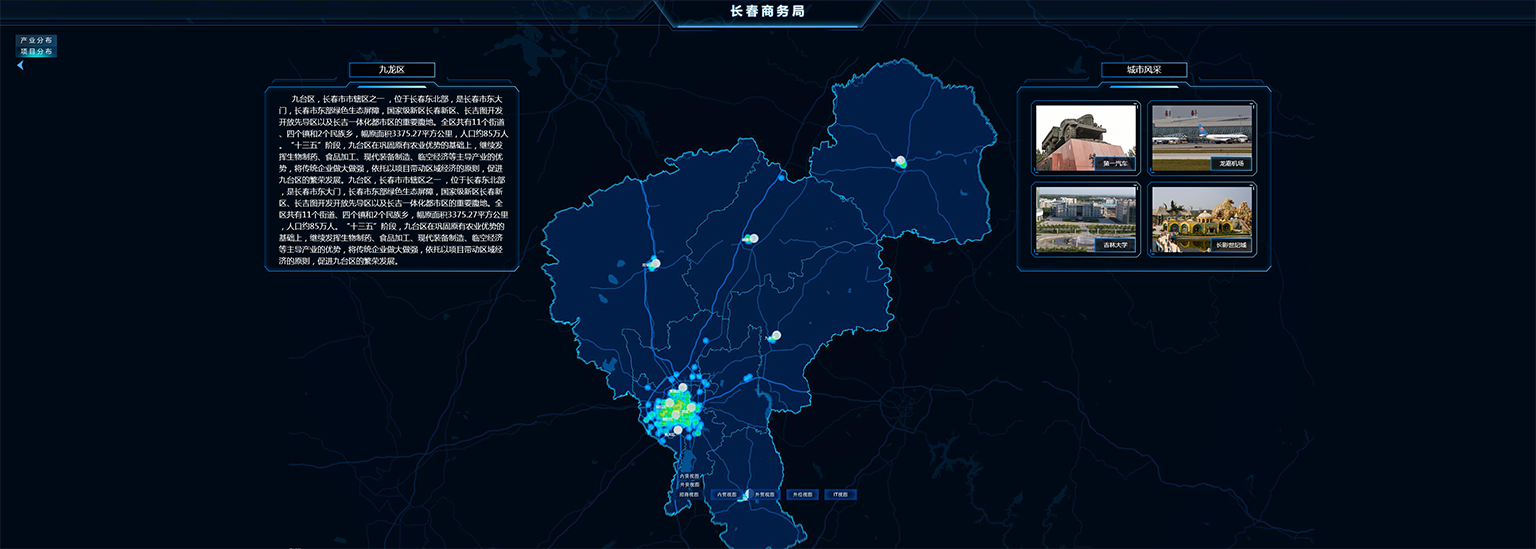 长春商务局
产业分布
项目分布
九龙区
九台区，长春市市辖区之一，位于长春东北部，是长春市东大
门，长春市东部绿色生态屏障，国家级新区长春新区、长吉图开发
开放先导区以及长吉一体化都市区的重要腹地。全区共有11个街道
、四个镇和2个民族乡，幅原面积3375.27平方公里，人口约85万人
。“十三五”阶段，九台区在巩固原有农业优势的基础上，继续发
挥生物制药、食品加工、现代装备制造、临空经济等主导产业的优
势，将传统企业做大做强，依托以项目带动区域经济的原则，促进
九台区的繁荣发展。九台区，长春市市辖区之一，位于长春东北部
，是长春市东大门，长春市东部绿色生态屏障，国家级新区长春新
区、长吉图开发开放先导区以及长吉一体化都市区的重要腹地。全
区共有11个街道、四个镇和2个民族乡，幅原面积3375.27平方公里
，人口约85万人。“十三五”阶段，九台区在巩固原有农业优势的
基础上，继续发挥生物制药、食品加工、现代装备制造、临空经济
等主导产业的优势，将传统企业做大做强，依托以项目带动区域经
济的原则，促进九台区的繁荣发展。
城市风采
第一汽车
龙嘉机场
吉林大学
长影世纪城
内资视图
外资视图
招商视图
内贸视图
外贸视图
外检视图
IT视图